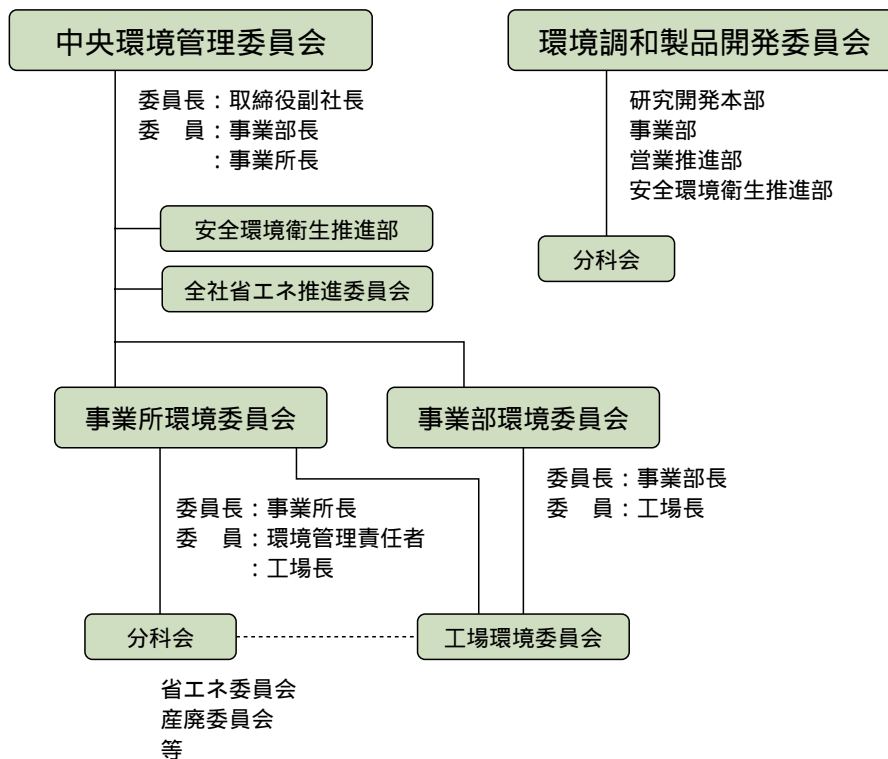 中央環境管理委員会
委員長：取締役副社長
委　員：事業部長
：事業所長
安全環境衛生推進部
全社省エネ推進委員会
環境調和製品開発委員会
研究開発本部
事業部
営業推進部
安全環境衛生推進部
分科会
事業所環境委員会
委員長：事業所長
委　員：環境管理責任者
：工場長
事業部環境委員会
委員長：事業部長
委　員：工場長
分科会
省エネ委員会
産廃委員会
等
工場環境委員会